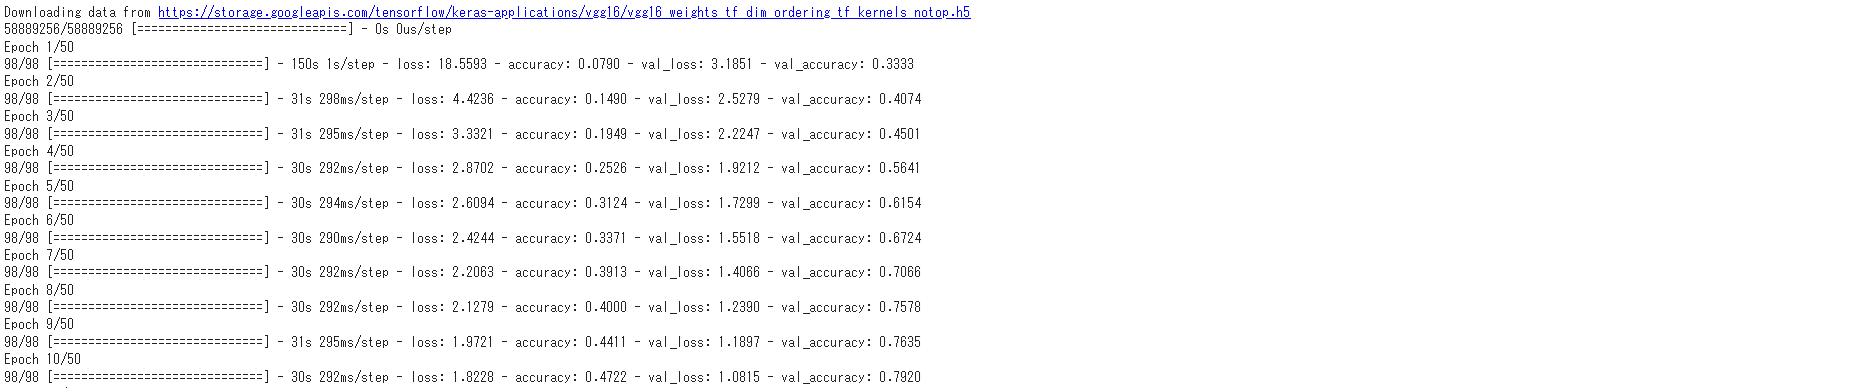 Downloading data from https://storage.googleapis.com/tensorflow/keras-applications/vgg16/vgg16_weights_tf_dim_ordering_tf_kernels_notop.h5
58889256/58889256 [==============================] - 0s 0us/step
Epoch 1/50
98/98 [==============================] - 150s 1s/step - loss: 18.5593 - accuracy: 0.0790 - val_loss: 3.1851 - val_accuracy: 0.3333
Epoch 2/50
98/98 [==============================] - 31s 298ms/step - loss: 4.4236 - accuracy: 0.1490 - val_loss: 2.5279 - val_accuracy: 0.4074
Epoch 3/50
98/98 [==============================] - 31s 295ms/step - loss: 3.3321 - accuracy: 0.1949 - val_loss: 2.2247 - val_accuracy: 0.4501
Epoch 4/50
98/98 [==============================] - 30s 292ms/step - loss: 2.8702 - accuracy: 0.2526 - val_loss: 1.9212 - val_accuracy: 0.5641
Epoch 5/50
98/98 [==============================] - 30s 294ms/step - loss: 2.6094 - accuracy: 0.3124 - val_loss: 1.7299 - val_accuracy: 0.6154
Epoch 6/50
98/98 [==============================] - 30s 290ms/step - loss: 2.4244 - accuracy: 0.3371 - val_loss: 1.5518 - val_accuracy: 0.6724
Epoch 7/50
98/98 [==============================] - 30s 292ms/step - loss: 2.2063 - accuracy: 0.3913 - val_loss: 1.4066 - val_accuracy: 0.7066
Epoch 8/50
98/98 [==============================] - 30s 292ms/step - loss: 2.1279 - accuracy: 0.4000 - val_loss: 1.2390 - val_accuracy: 0.7578
Epoch 9/50
98/98 [==============================] - 31s 295ms/step - loss: 1.9721 - accuracy: 0.4411 - val_loss: 1.1897 - val_accuracy: 0.7635
Epoch 10/50
98/98 [==============================] - 30s 292ms/step - loss: 1.8228 - accuracy: 0.4722 - val_loss: 1.0815 - val_accuracy: 0.7920